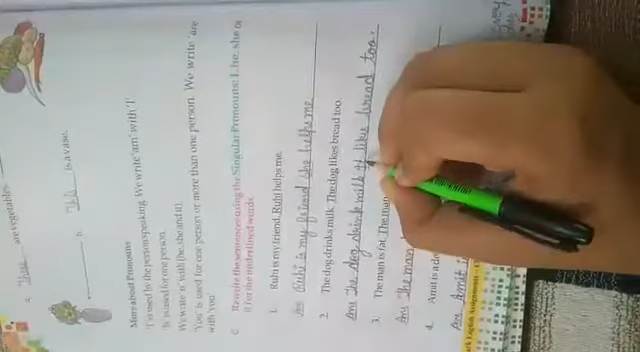 a. are vegetables.
b. This is a vase.
More about Pronouns
'I' is used by the person speaking. We write 'am' with 'I'
is used for one person.
We write 'is' with (he, she and it)
'You' is used for one person or more than one person. We write 'are'
with You
C Rewrite the sentences using the Singular Pronouns: I, he, she or
it for the underlined words.
1. Ruhi is my friend. Ruhi helps me.
Ans Ruhi is my friend she helps me
2. The dog drinks milk. The dog likes bread too.
Ans The dog drink milk it like bread too.
3. The man is fat. The man
Ans The man
4. Amit is a do
Ans Amit i